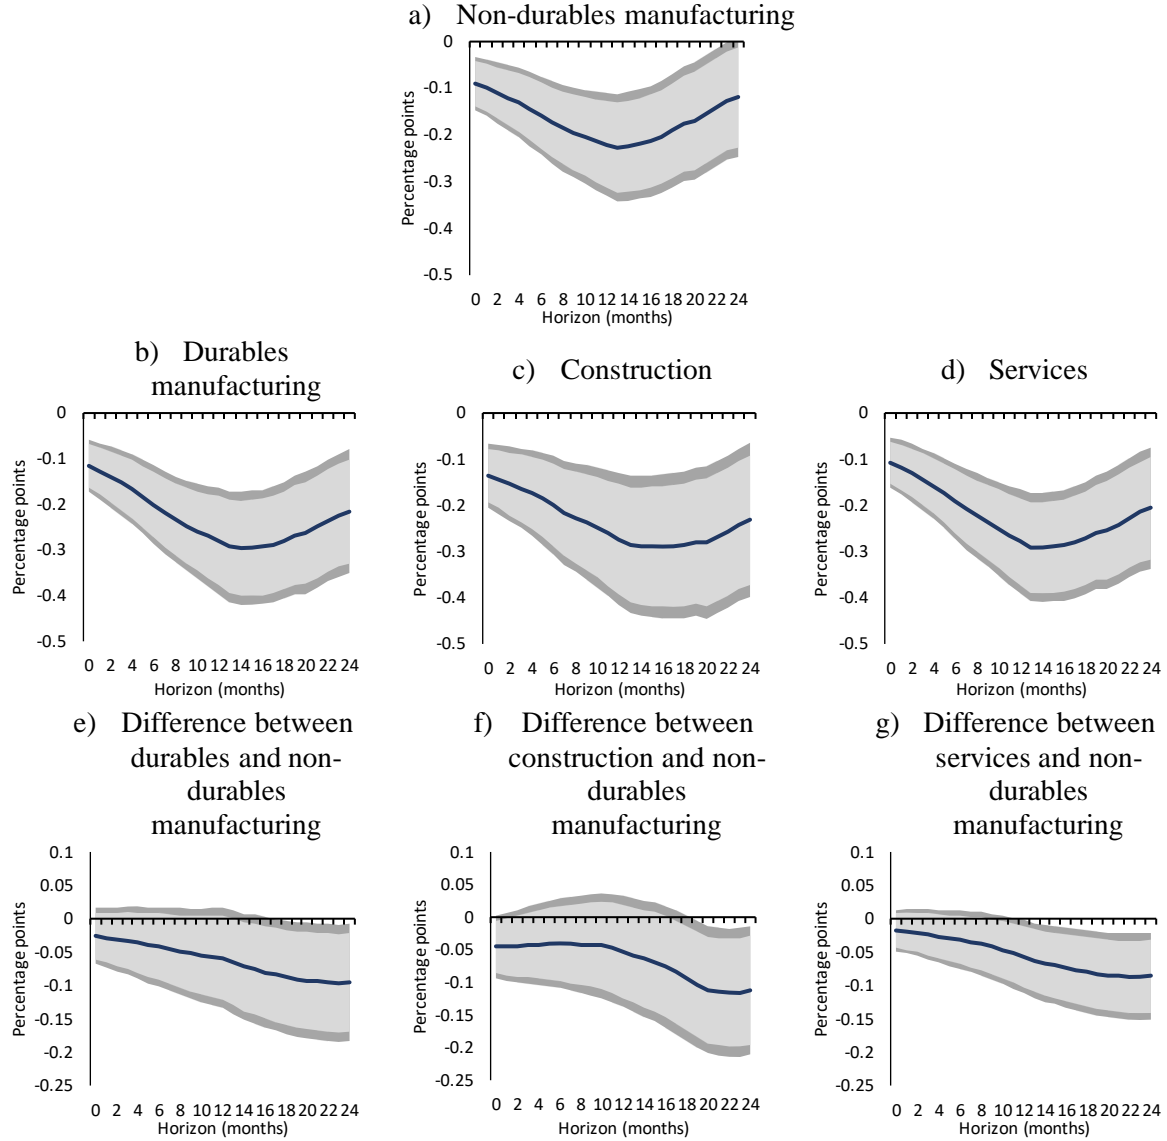 a) Non-durables manufacturing
0
-0.1
-0.2
-0.3
-0.4
-0.5
Percentage points
0 2 4 6 8 10 12 14 16 18 20 22 24
Horizon (months)
b) Durables
manufacturing
0
-0.1
-0.2
-0.3
-0.4
-0.5
Percentage points
0 2 4 6 8 10 12 14 16 18 20 22 24
Horizon (months)
c) Construction
0
-0.1
-0.2
-0.3
-0.4
-0.5
Percentage points
0 2 4 6 8 10 12 14 16 18 20 22 24
Horizon (months)
d) Services
0
-0.1
-0.2
-0.3
-0.4
-0.5
Percentage points
0 2 4 6 8 10 12 14 16 18 20 22 24
Horizon (months)
e) Difference between
durables and non-
durables
manufacturing
0.1
0.05
0
-0.05
-0.1
-0.15
-0.2
-0.25
Percentage points
0 2 4 6 8 10 12 14 16 18 20 22 24
Horizon (months)
f) Difference between
construction and non-
durables
manufacturing
0.1
0.05
0
-0.05
-0.1
-0.15
-0.2
-0.25
Percentage points
0 2 4 6 8 10 12 14 16 18 20 22 24
Horizon (months)
g) Difference between
services and non-
durables
manufacturing
0.1
0.05
0
-0.05
-0.1
-0.15
-0.2
-0.25
Percentage points
0 2 4 6 8 10 12 14 16 18 20 22 24
Horizon (months)